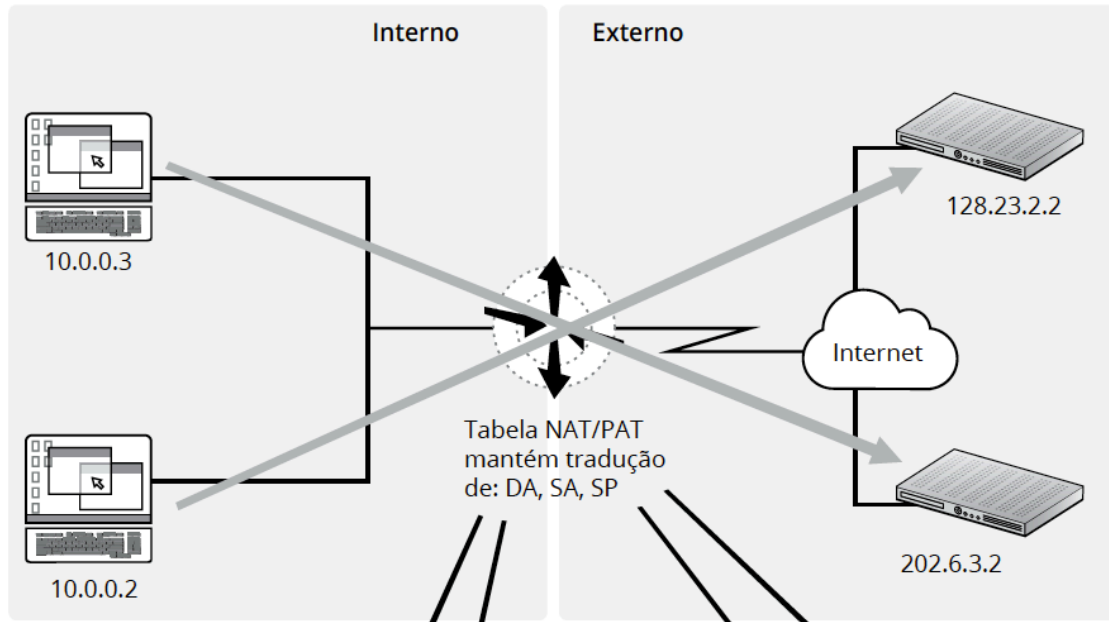 Interno
Externo
10.0.0.3
128.23.2.2
Internet
Tabela NAT/PAT
mantém tradução
de: DA, SA, SP
10.0.0.2
202.6.3.2